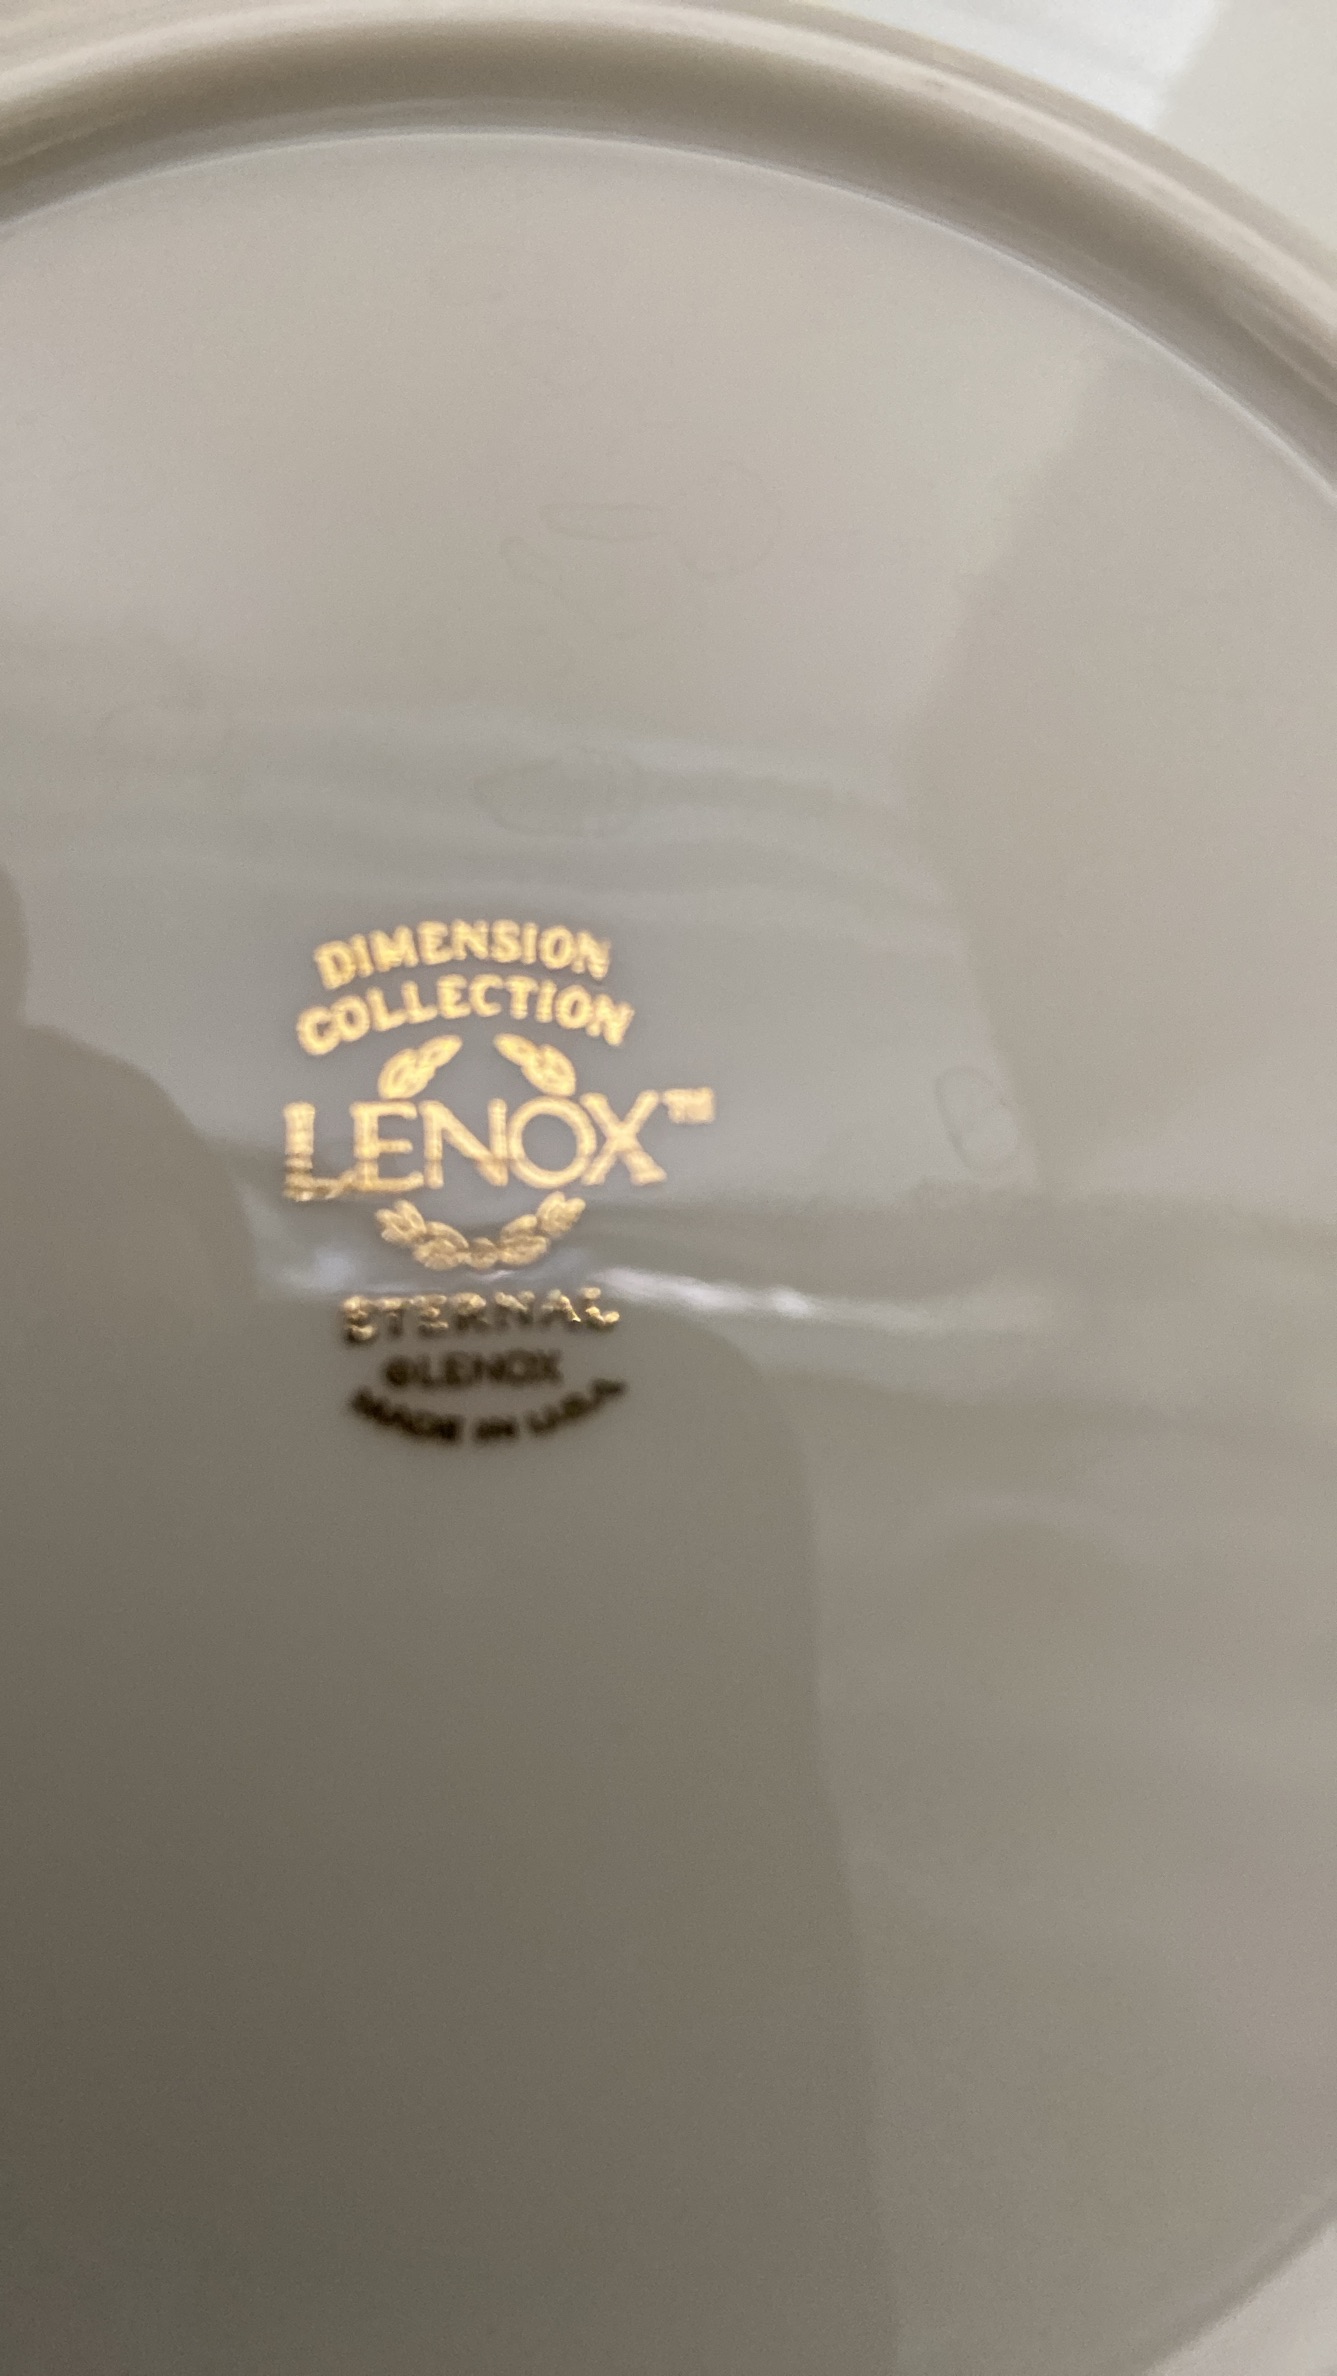 DIMENSION
COLLECTION
LENOX™
ETERNAL
©LENOX
MADE IN U.S.A.